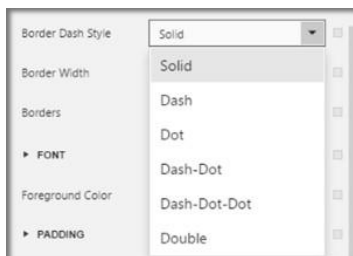 Border Dash Style Solid
Solid
Border Width
Dash
Borders
Dot
▸ FONT
Dash-Dot
Foreground Color
Dash-Dot-Dot
▸ PADDING
Double